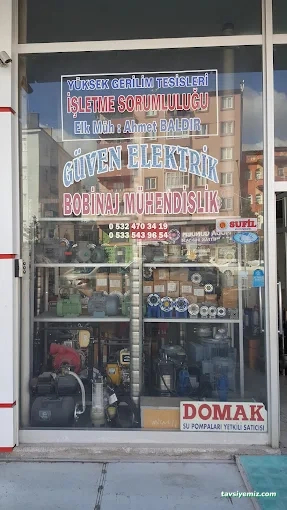 YÜKSEK GERİLİM TESİSLERİ
İŞLETME SORUMLULUĞU
Elk Müh : Ahmet BALDIR
GÜVEN ELEKTRİK
BOBİNAJ MÜHENDİSLİK
0 532 470 34 19
0 533 543 96 54
SUFIL
DOMAK
SU POMPALARI YETKİLİ SATICISI
tavsiyemiz.com